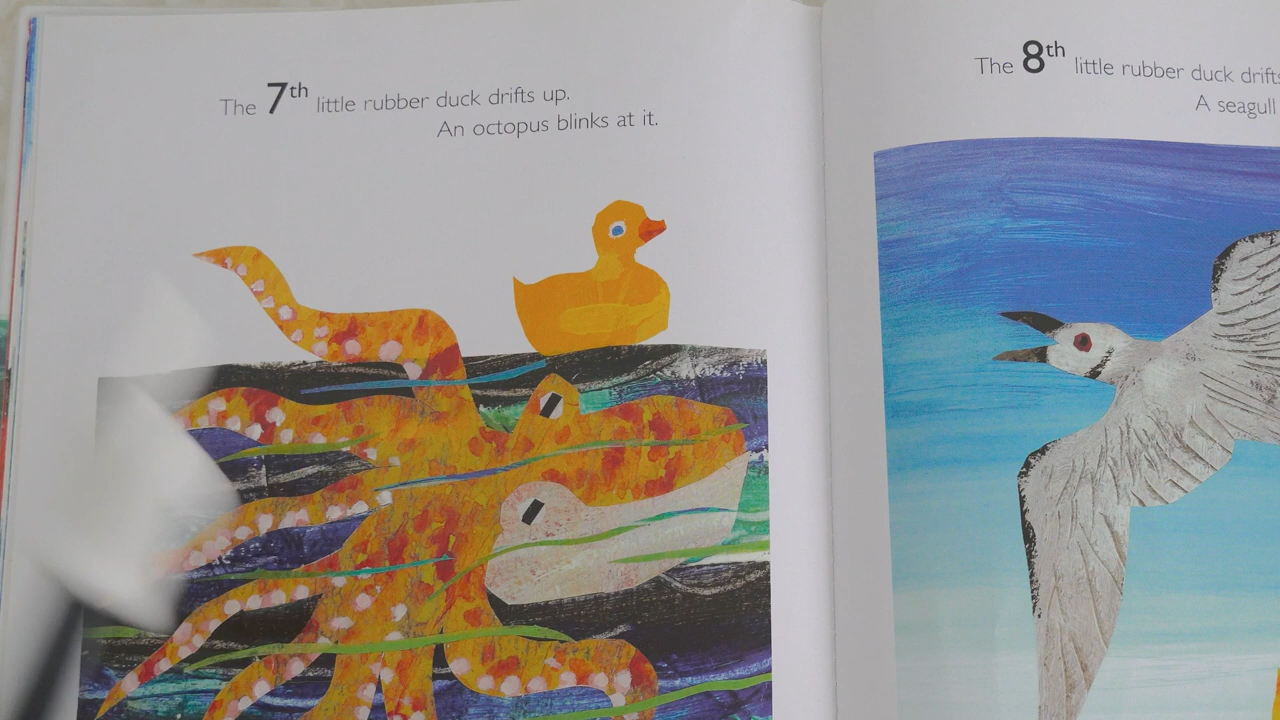 The 7th little rubber duck drifts up.
An octopus blinks at it.
The 8th little rubber duck drifts
A seagull